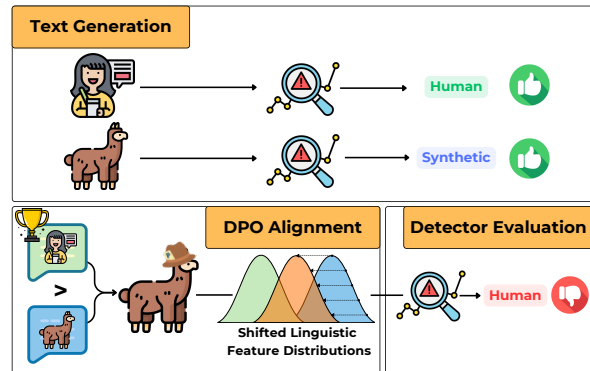 Text Generation
Human
Synthetic
DPO Alignment
>
Shifted Linguistic
Feature Distributions
Detector Evaluation
Human